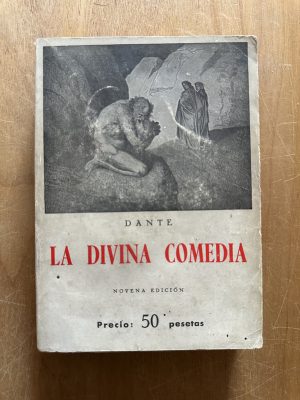 DANTE
LA DIVINA COMEDIA
NOVENA EDICIÓN
Precio: 50 pesetas